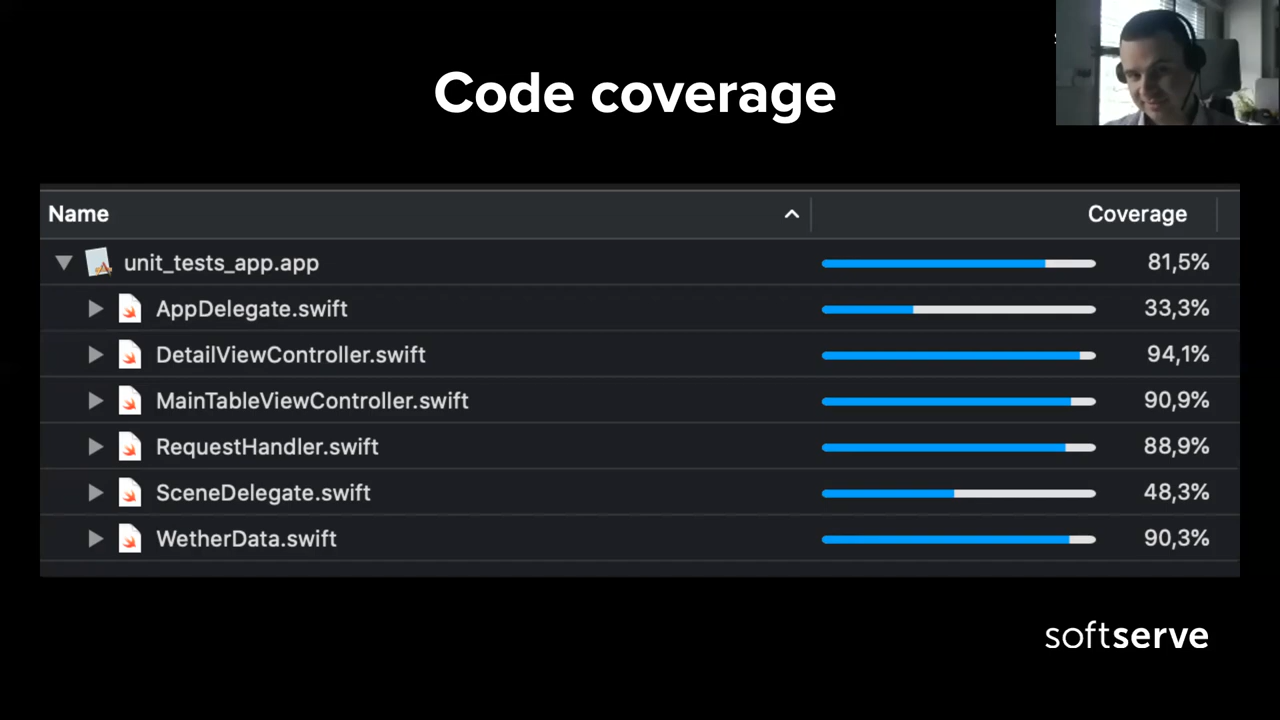 Code coverage
Name Coverage
unit_tests_app.app 81,5%
AppDelegate.swift 33,3%
DetailViewController.swift 94,1%
MainTableViewController.swift 90,9%
RequestHandler.swift 88,9%
SceneDelegate.swift 48,3%
WetherData.swift 90,3%
softserve